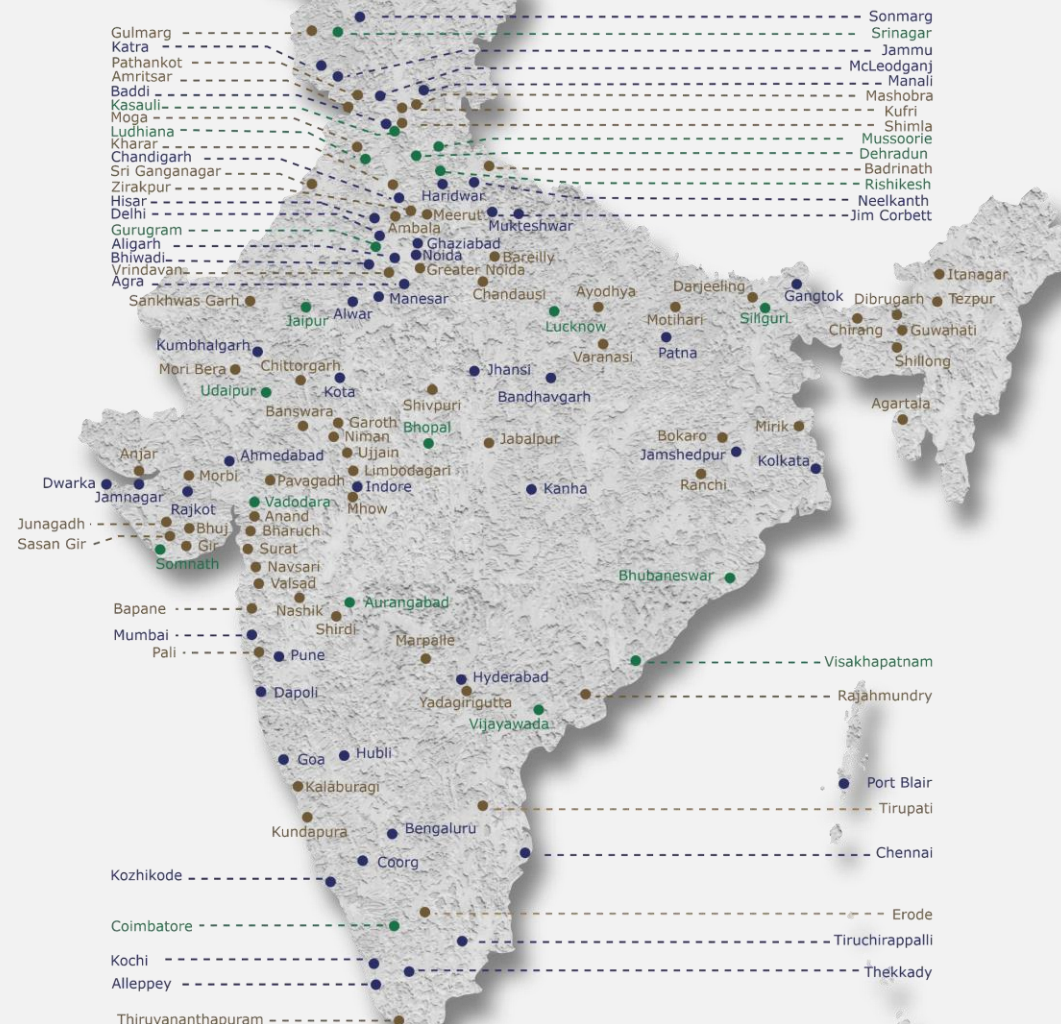 Sonmarg
Gulmarg
Srinagar
Katra
Jammu
Pathankot
McLeodganj
Amritsar
Manali
Baddi
Mashobra
Kasauli
Kufri
Moga
Shimla
Ludhiana
Mussoorie
Kharar
Dehradun
Chandigarh
Badrinath
Sri Ganganagar
Rishikesh
Zirakpur
Haridwar
Neelkanth
Hisar
Delhi
Meerut
Jim Corbett
Gurugram
Ambala
Mukteshwar
Aligarh
Ghaziabad
Bhiwadi
Noida
Bareilly
Vrindavan
Greater Noida
Itanagar
Agra
Chandausi
Ayodhya
Darjeeling
Gangtok
Sankhwas Garh
Manesar
Dibrugarh
Tezpur
Jaipur
Alwar
Lucknow
Motihari
Siliguri
Chirang
Guwahati
Kumbhalgarh
Varanasi
Patna
Shillong
Mori Bera
Chittorgarh
Jhansi
Udaipur
Kota
Shivpuri
Bandhavgarh
Agartala
Banswara
Garoth
Bhopal
Mirik
Niman
Jabalpur
Bokaro
Anjar
Ahmedabad
Ujjain
Jamshedpur
Kolkata
Morbi
Limbodagari
Dwarka
Pavagadh
Indore
Kanha
Ranchi
Jamnagar
Rajkot
Vadodara
Mhow
Junagadh
Bhuj
Anand
Bharuch
Sasan Gir
Gir
Surat
Somnath
Navsari
Valsad
Bhubaneswar
Bapane
Nashik
Aurangabad
Shirdi
Mumbai
Marpalle
Pali
Pune
Visakhapatnam
Dapoli
Hyderabad
Yadagirigutta
Rajahmundry
Vijayawada
Goa
Hubli
Kalaburagi
Port Blair
Tirupati
Kundapura
Bengaluru
Coorg
Chennai
Kozhikode
Erode
Coimbatore
Tiruchirappalli
Kochi
Thekkady
Alleppey
Thiruvananthapuram